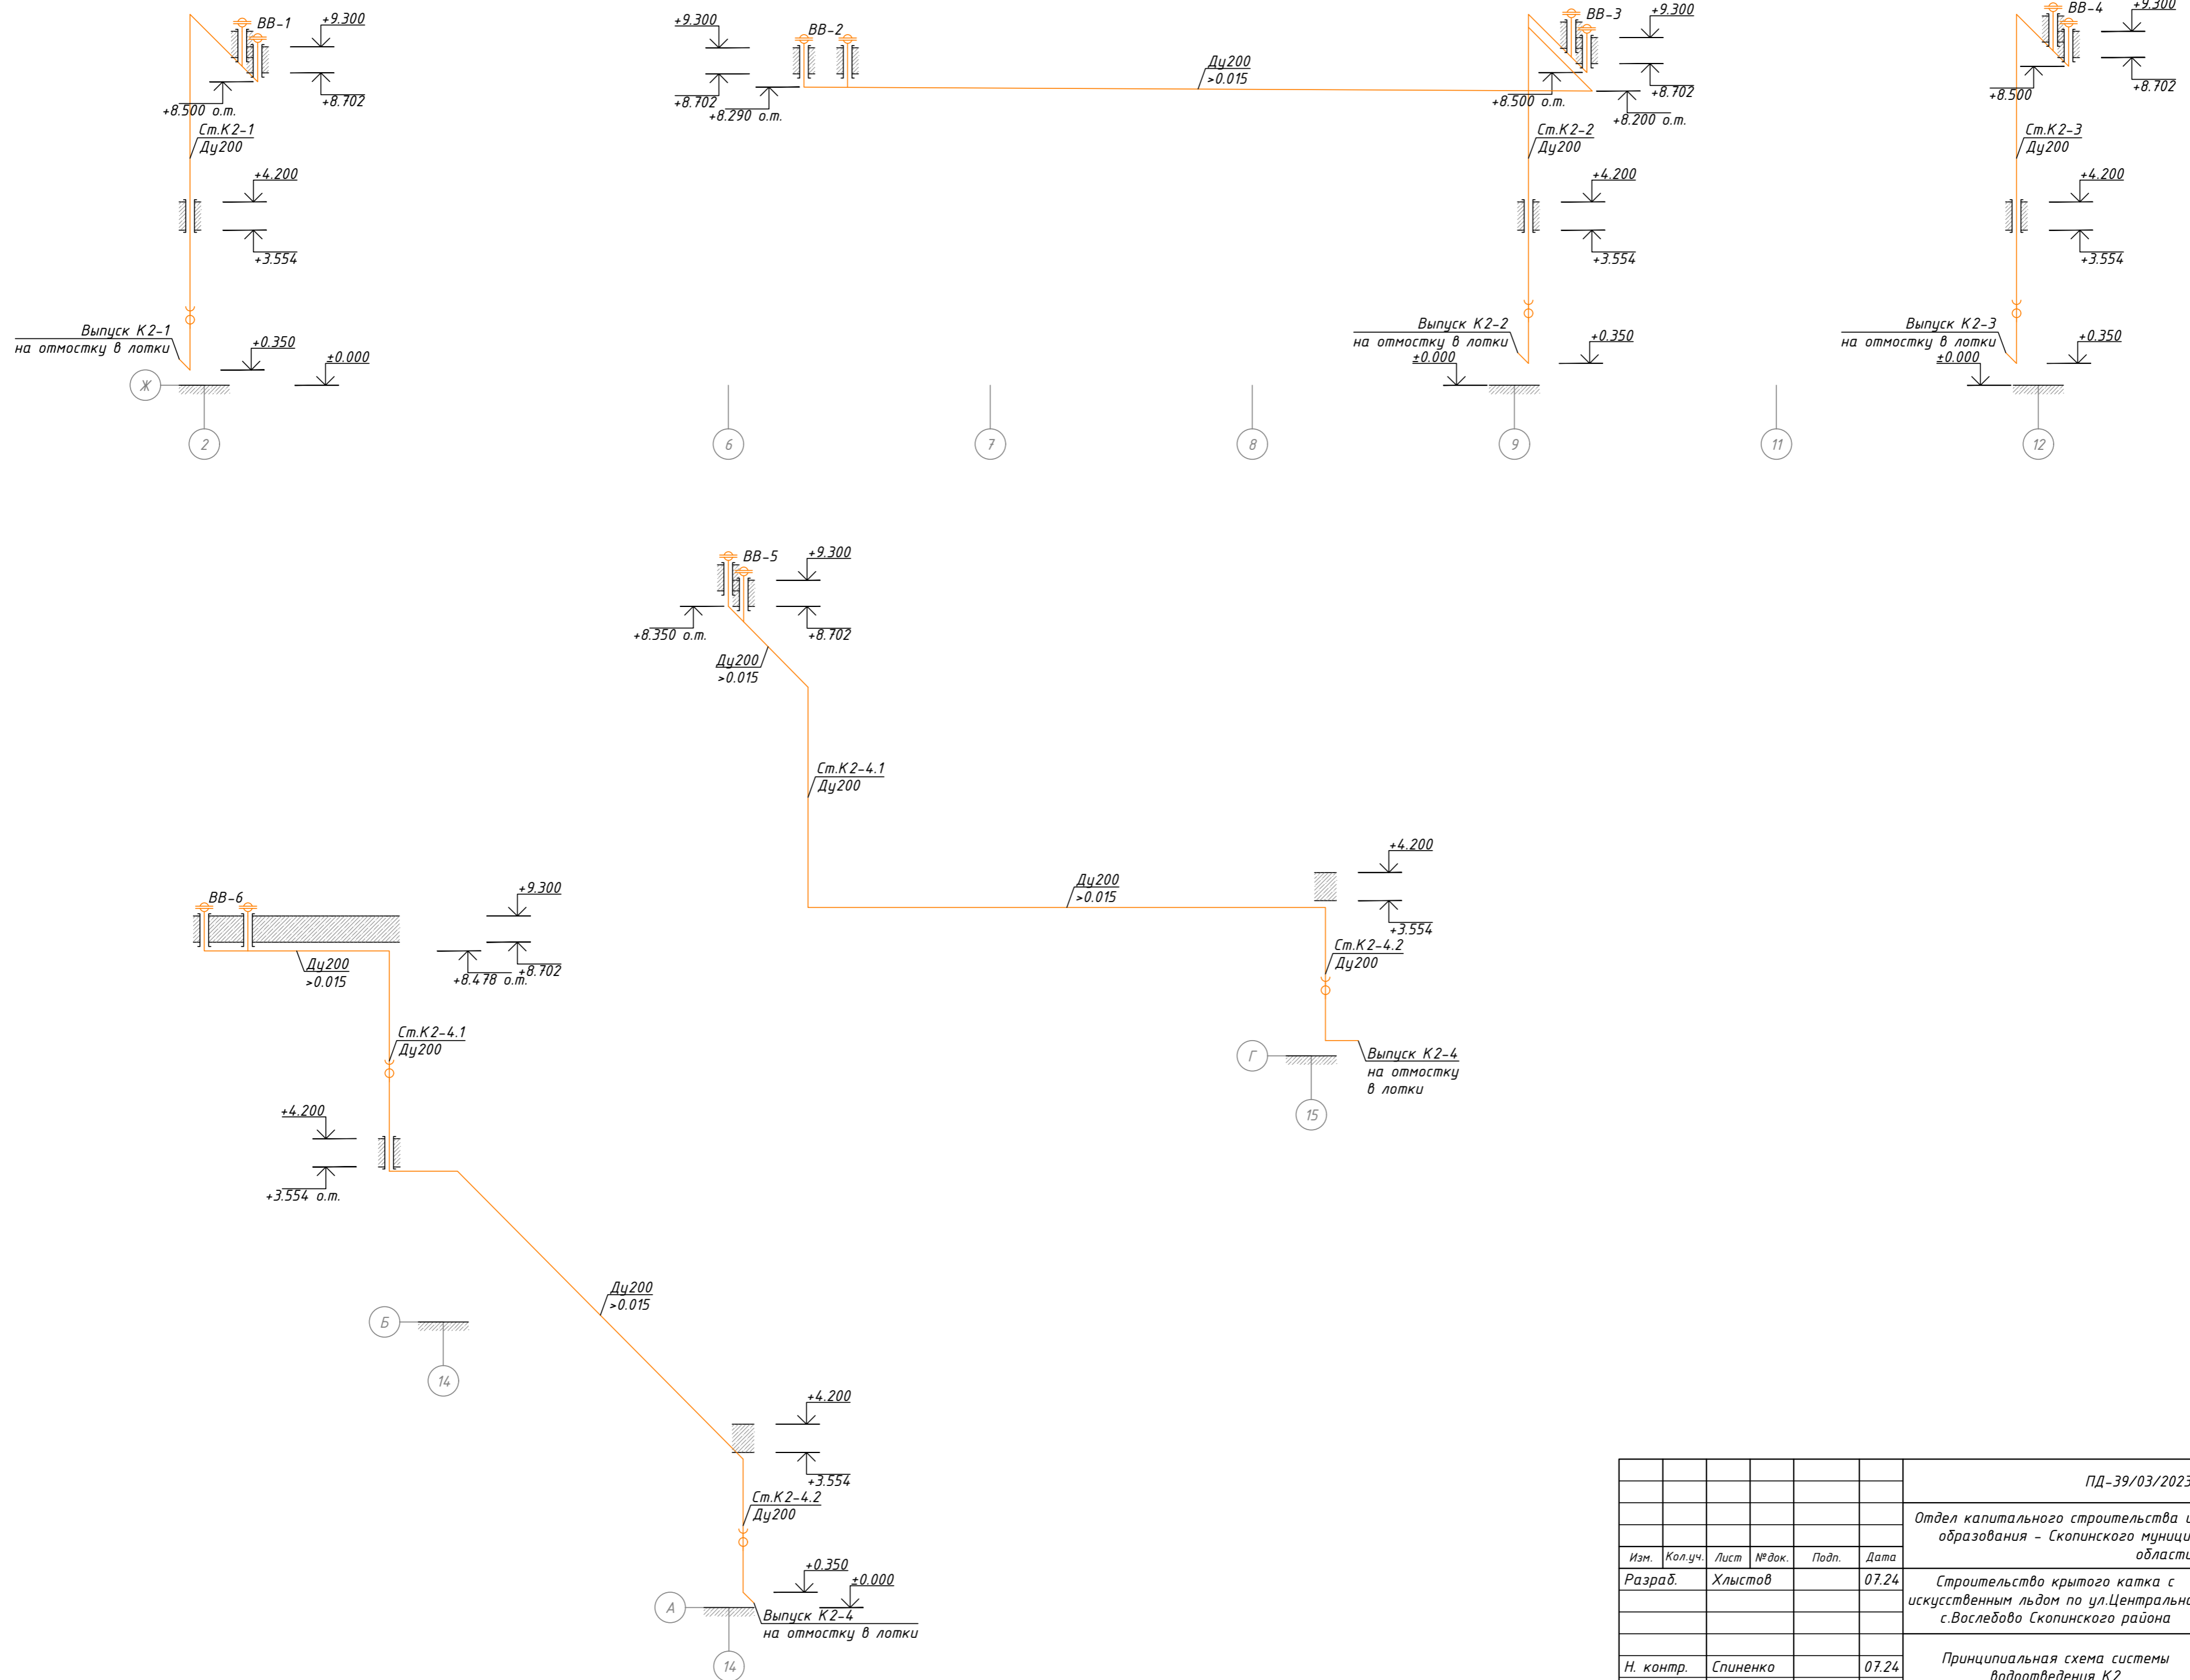 ВВ-1
+9.300
+8.500 о.т.
+8.702
Ст.К2-1
Ду200
+4.200
+3.554
Выпуск К2-1
на отмостку в лотки
+0.350
±0.000
Ж
2
+9.300
ВВ-2
+8.702
+8.290 о.т.
Ду200
>0.015
6
7
8
ВВ-3
+9.300
+8.500 о.т.
+8.702
+8.200 о.т.
Ст.К2-2
Ду200
+4.200
+3.554
Выпуск К2-2
на отмостку в лотки
±0.000
+0.350
9
11
ВВ-4
+9.300
+8.500
+8.702
Ст.К2-3
Ду200
+4.200
+3.554
Выпуск К2-3
на отмостку в лотки
±0.000
+0.350
12
ВВ-5
+9.300
+8.350 о.т.
+8.702
Ду200
>0.015
Ст.К2-4.1
Ду200
Ду200
>0.015
+4.200
+3.554
Ст.К2-4.2
Ду200
Г
Выпуск К2-4
на отмостку
в лотки
15
ВВ-6
+9.300
Ду200
>0.015
+8.702
+8.478 о.т.
Ст.К2-4.1
Ду200
+4.200
+3.554 о.т.
Ду200
>0.015
Б
14
+4.200
+3.554
Ст.К2-4.2
Ду200
+0.350
±0.000
А
Выпуск К2-4
на отмостку в лотки
14
ПД-39/03/2023
Отдел капитального строительства
образования - Скопинского
области
Изм. Кол.уч. Лист №док. Подп. Дата
Разраб. Хлыстов 07.24
Строительство крытого катка с
искусственным льдом по
с.Вослебово Скопинского района
Н. контр. Спиненко 07.24
Принципиальная схема системы
водоотведения К2